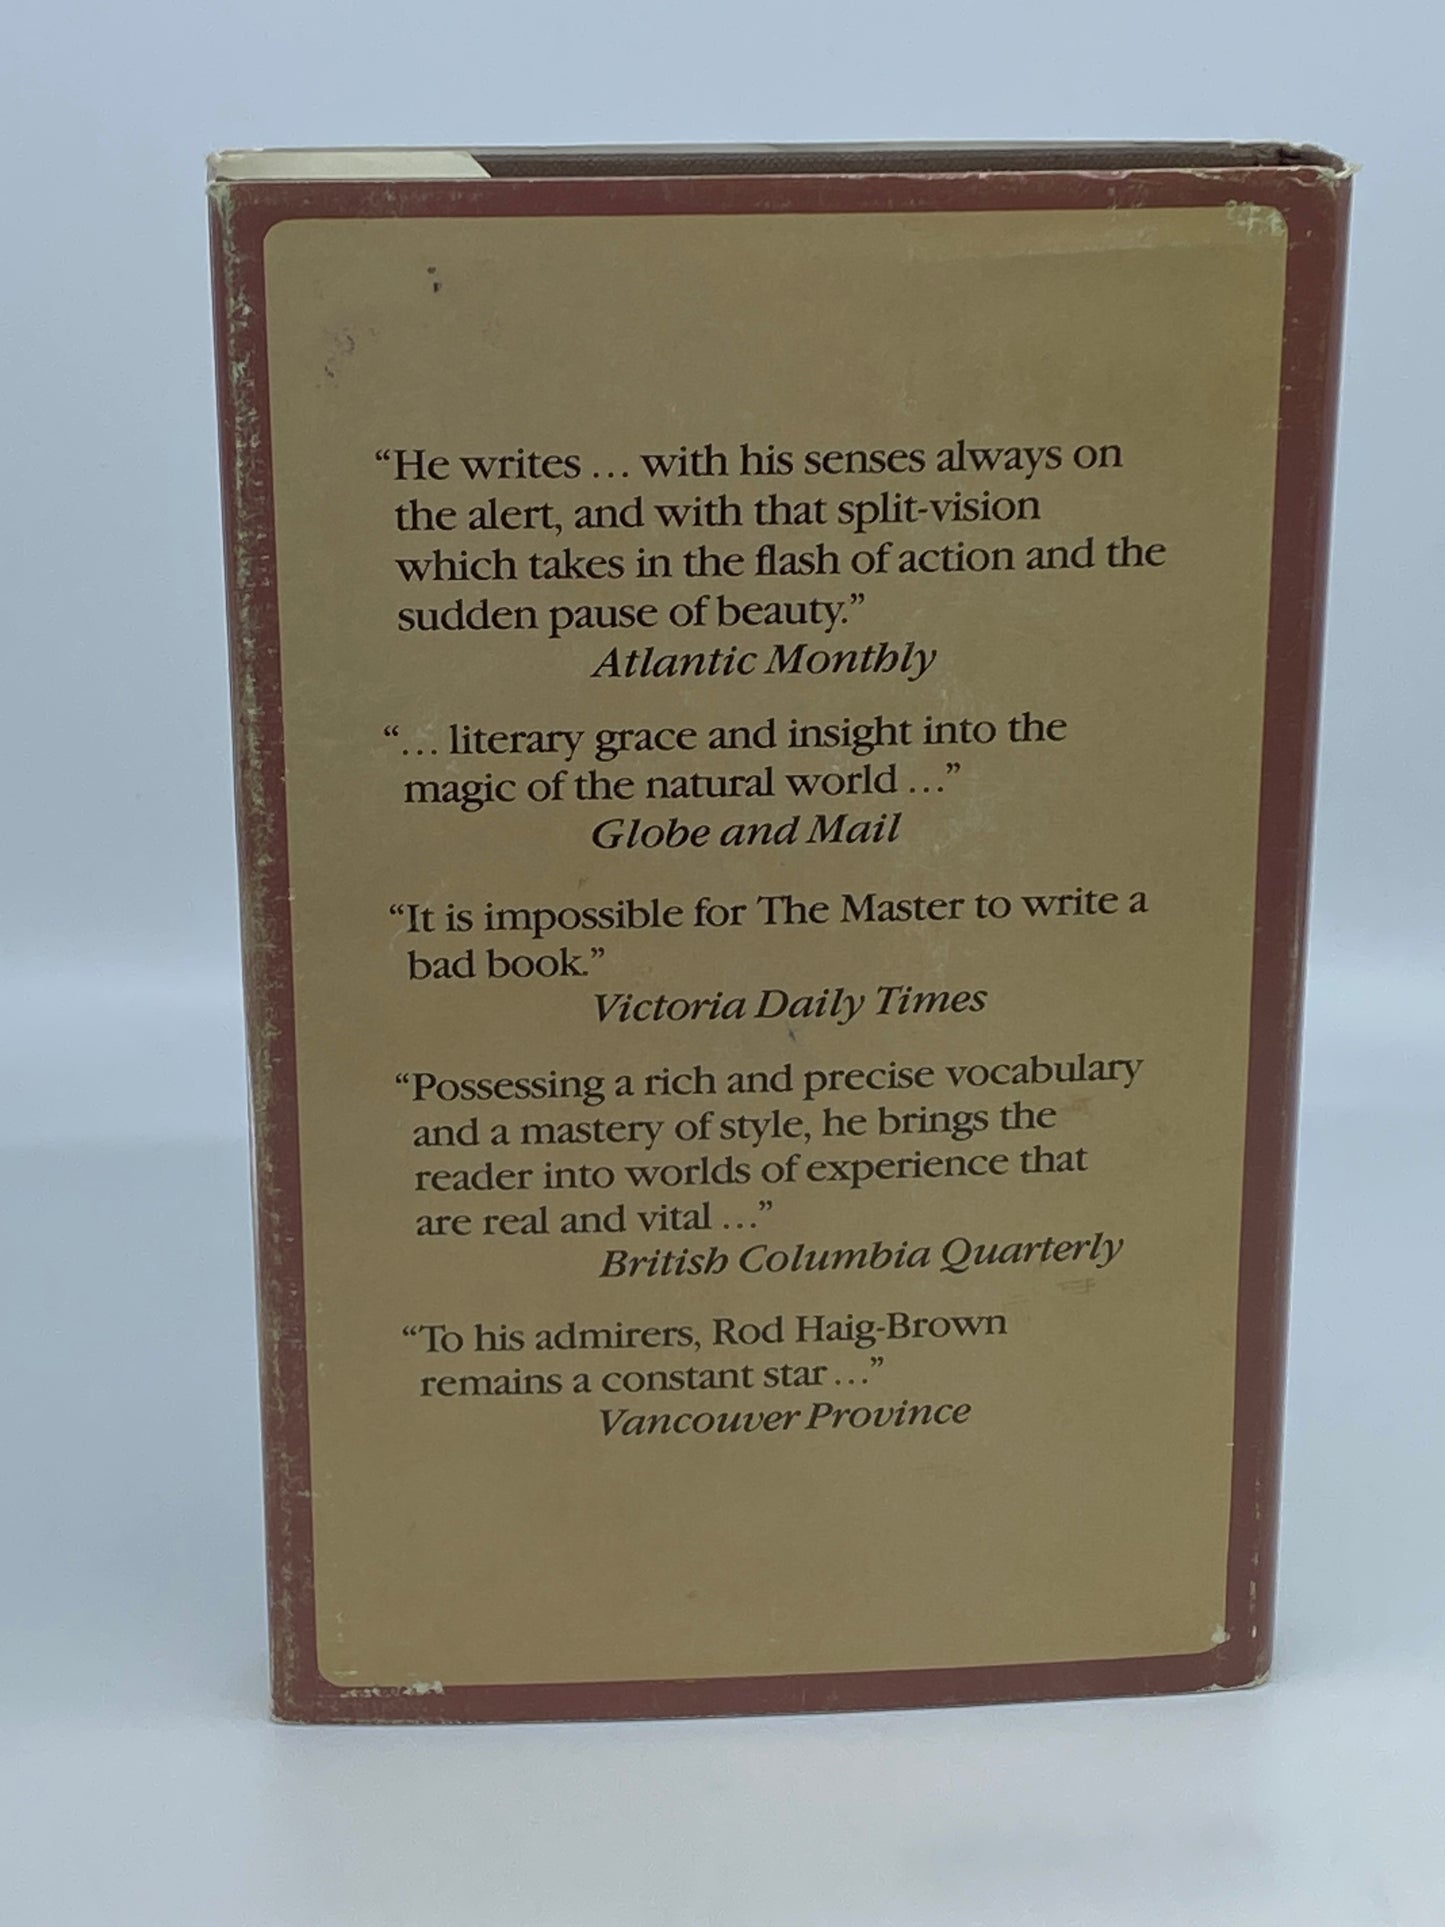 “He writes ... with his senses always on
the alert, and with that split-vision
which takes in the flash of action and the
sudden pause of beauty.”
Atlantic Monthly
“... literary grace and insight into the
magic of the natural world ...”
Globe and Mail
“It is impossible for The Master to write a
bad book.”
Victoria Daily Times
“Possessing a rich and precise vocabulary
and a mastery of style, he brings the
reader into worlds of experience that
are real and vital ...”
British Columbia Quarterly
“To his admirers, Rod Haig-Brown
remains a constant star ...”
Vancouver Province